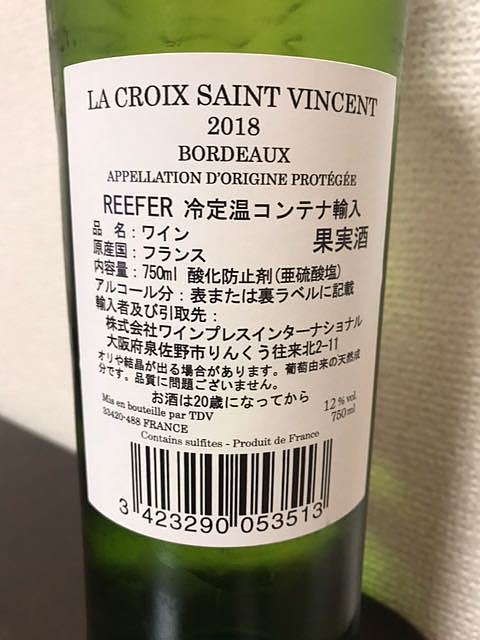 LA CROIX SAINT VINCENT
2018
BORDEAUX
APPELLATION D'ORIGINE PROTÉGÉE
REEFER 冷定温コンテナ輸入
品 名：ワイン 果実酒
原産国：フランス
内容量：750ml 酸化防止剤(亜硫酸塩)
アルコール分：表または裏ラベルに記載
輸入者及び引取先：
株式会社ワインプレスインターナショナル
大阪府泉佐野市りんくう往来北2-11
オリや結晶が出る場合があります。葡萄由来の天然成
分です。品質に問題ございません。
お酒は20歳になってから
Mis en bouteille par TDV 12 % vol.
33420-488 FRANCE 750 ml
Contains sulfites - Produit de France
3 423290 053513